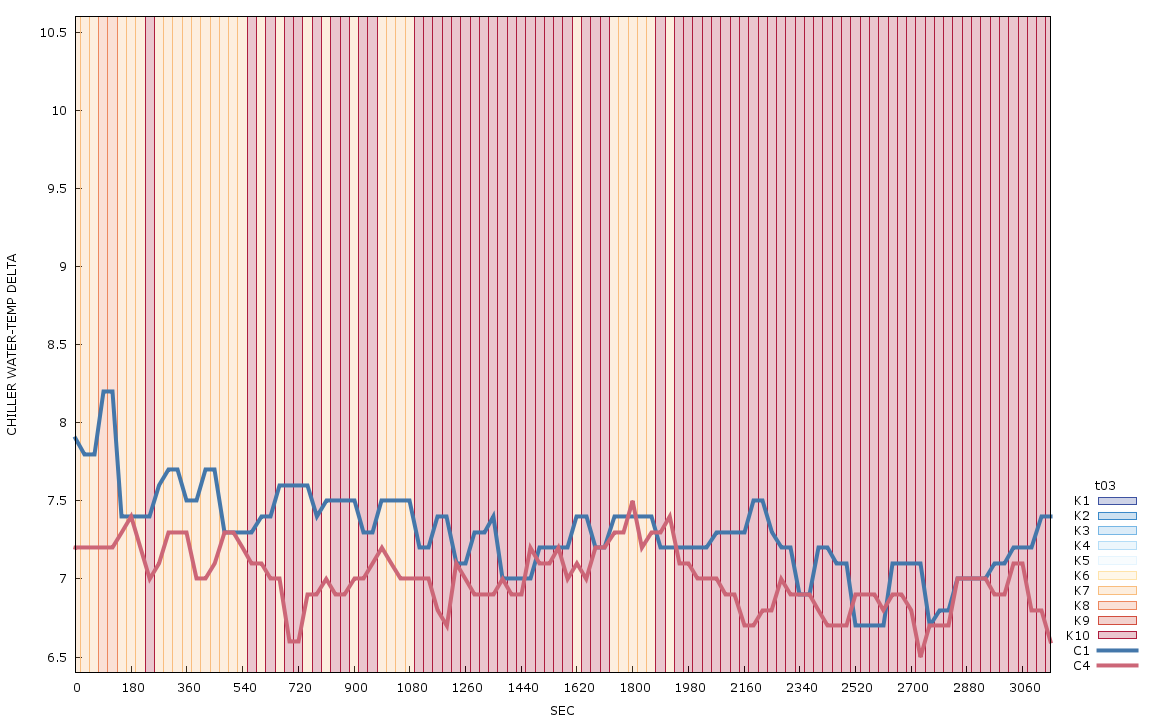 10.5
10
9.5
9
8.5
8
7.5
7
6.5
CHILLER WATER-TEMP DELTA
0 180 360 540 720 900 1080 1260 1440 1620 1800 1980 2160 2340 2520 2700 2880 3060
SEC
t03
K1
K2
K3
K4
K5
K6
K7
K8
K9
K10
C1
C4